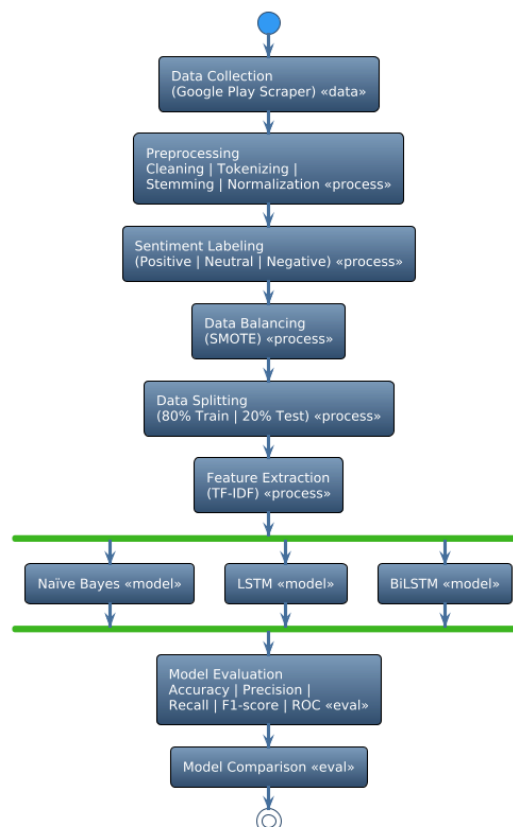 Data Collection
(Google Play Scraper) «data»
Preprocessing
Cleaning | Tokenizing |
Stemming | Normalization «process»
Sentiment Labeling
(Positive | Neutral | Negative) «process»
Data Balancing
(SMOTE) «process»
Data Splitting
(80% Train | 20% Test) «process»
Feature Extraction
(TF-IDF) «process»
Naïve Bayes «model»
LSTM «model»
BiLSTM «model»
Model Evaluation
Accuracy | Precision |
Recall | F1-score | ROC «eval»
Model Comparison «eval»